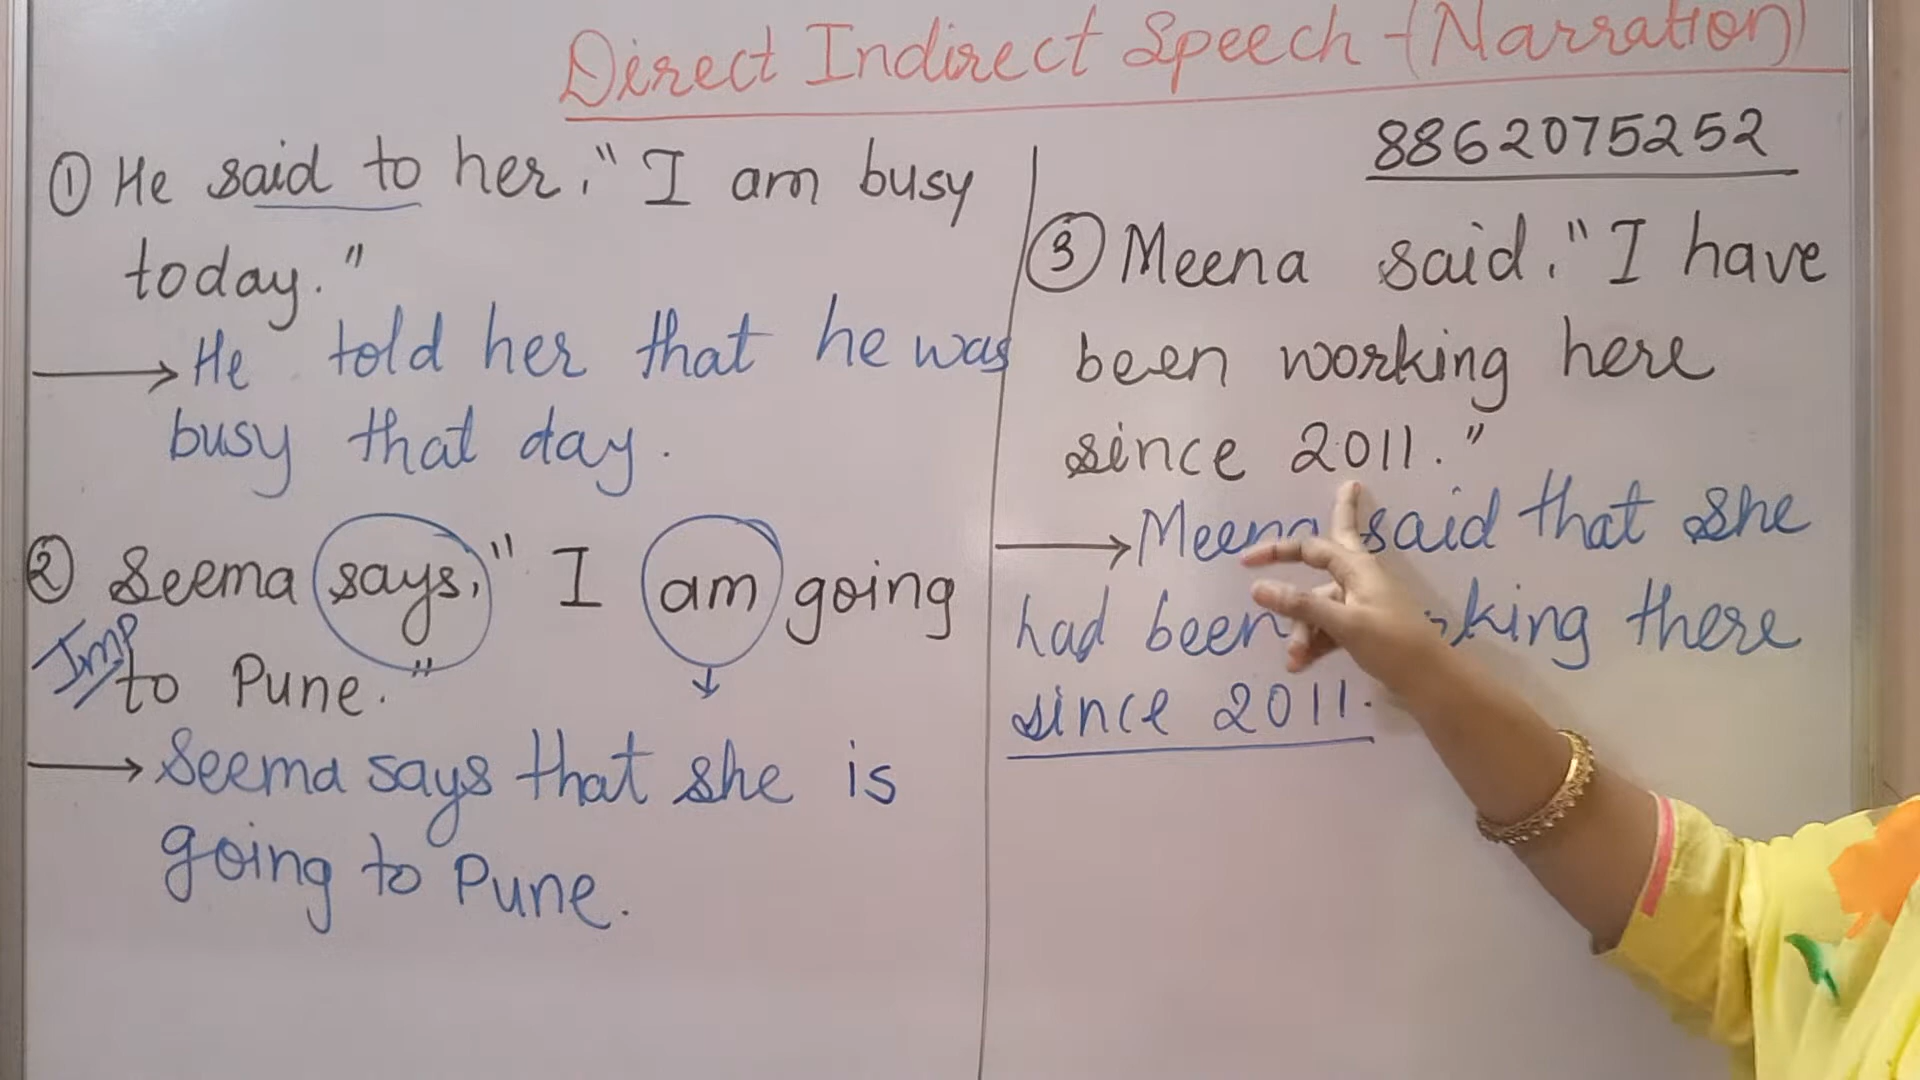 Direct Indirect Speech - (Narration)
① He said to her, "I am busy
today."
→ He told her that he was
busy that day.
② Seema says, "I am going
Imp
to Pune."
→ Seema says that she is
going to Pune.
8862075252
③ Meena said, "I have
been working here
since 2011."
→ Meena said that she
had been king there
since 2011.